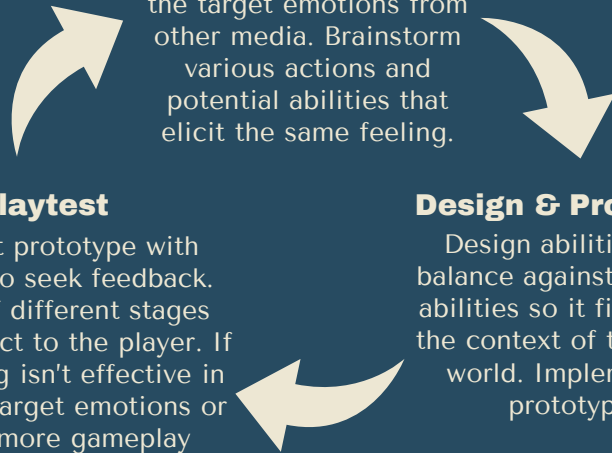 the target emotions from
other media. Brainstorm
various actions and
potential abilities that
elicit the same feeling.
laytest
t prototype with
o seek feedback.
different stages
ct to the player. If
g isn't effective in
arget emotions or
more gameplay
Design & Pro
Design abiliti
balance against
abilities so it fi
the context of t
world. Implem
prototyp